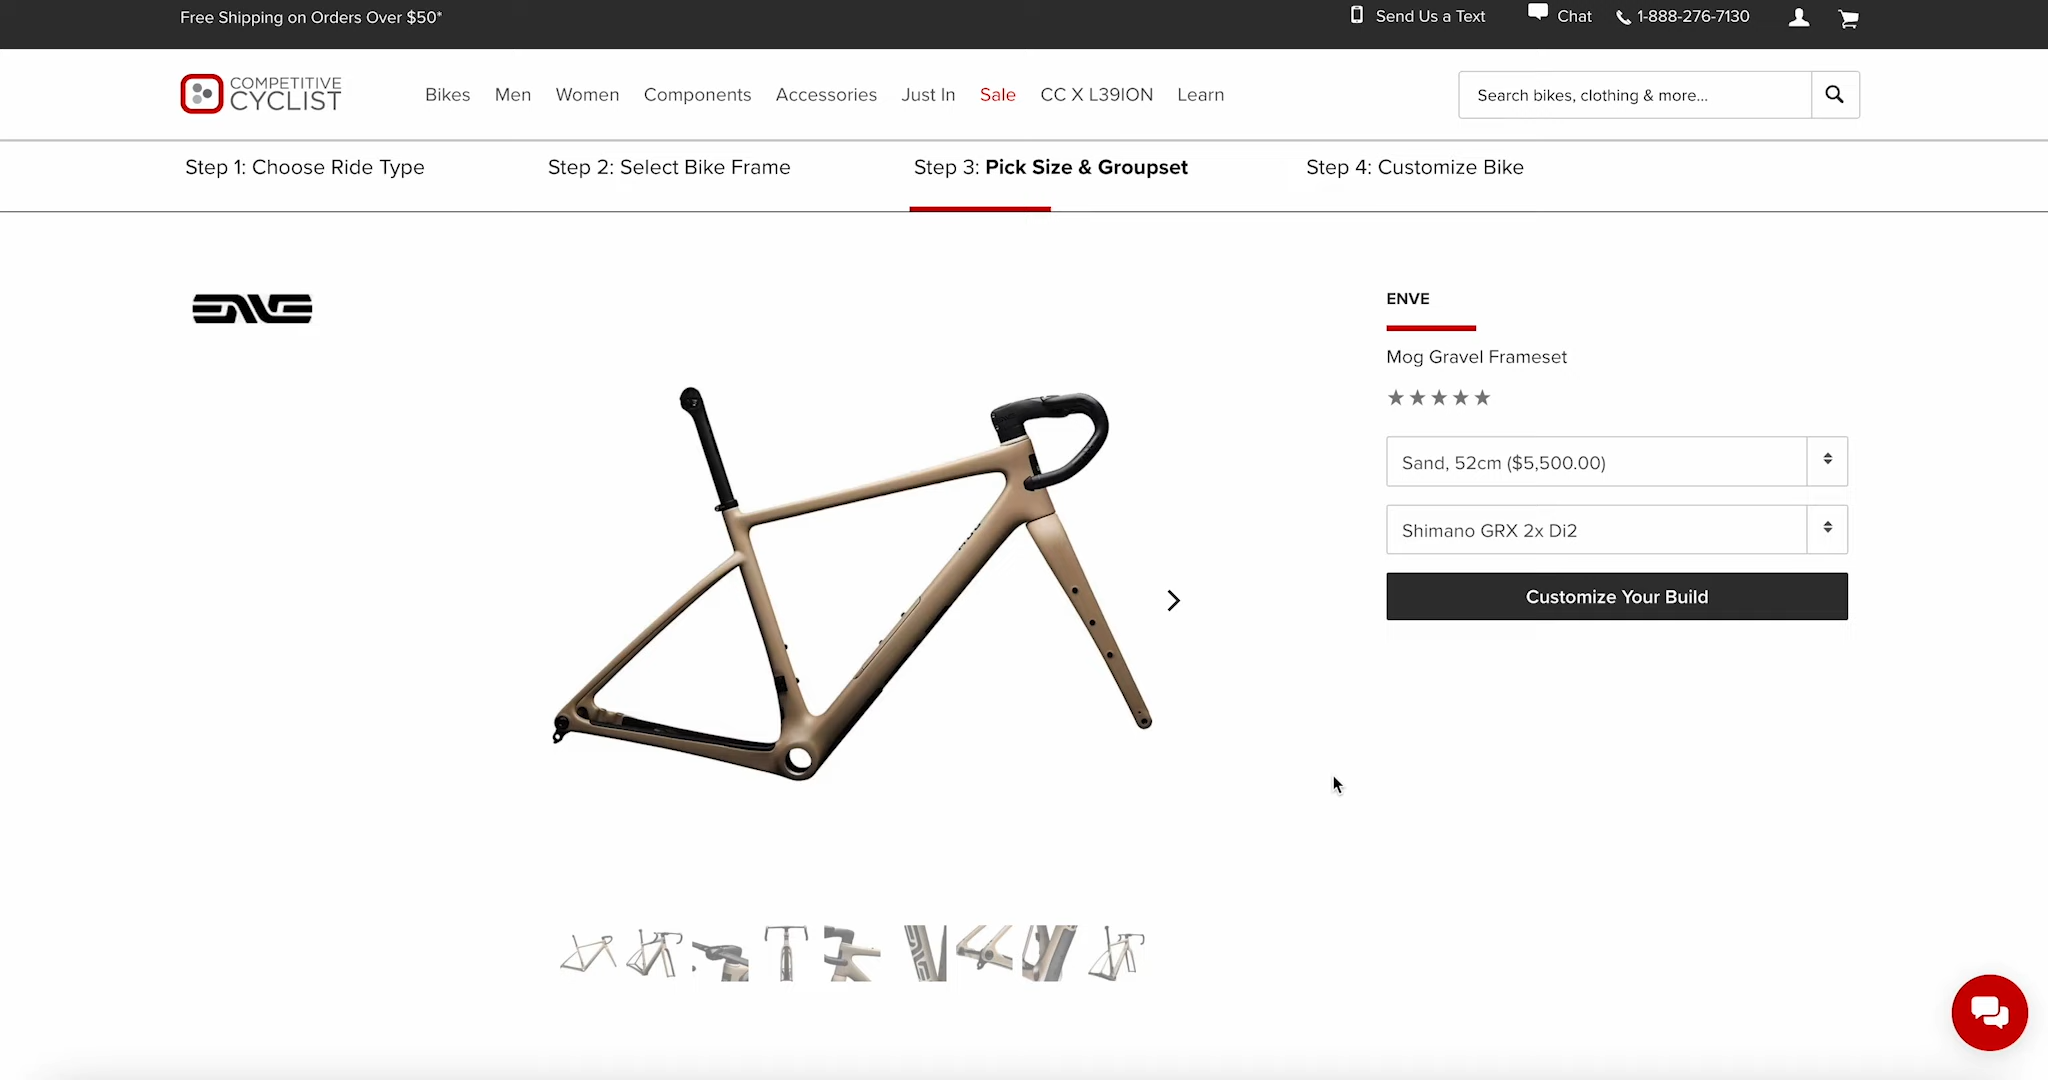 Free Shipping on Orders Over $50*
Send Us a Text
Chat
1-888-276-7130
COMPETITIVE
CYCLIST
Bikes
Men
Women
Components
Accessories
Just In
Sale
CC X L39ION
Learn
Search bikes, clothing & more...
Step 1: Choose Ride Type
Step 2: Select Bike Frame
Step 3: Pick Size & Groupset
Step 4: Customize Bike
ENVE
ENVE
Mog Gravel Frameset
Sand, 52cm ($5,500.00)
Shimano GRX 2x Di2
Customize Your Build
MOG